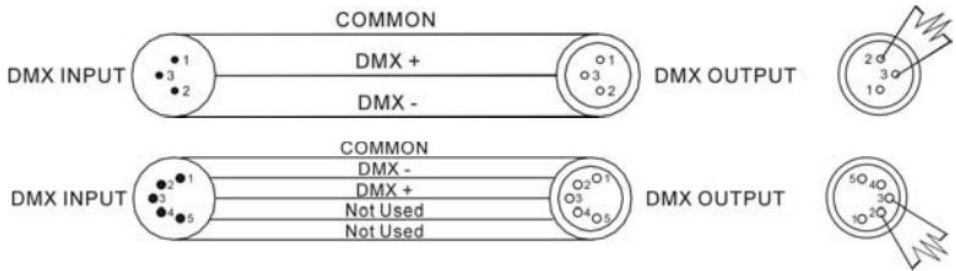 COMMON
1 1 2
DMX INPUT 3 DMX + 3 DMX OUTPUT 3
2 2 1
DMX -
COMMON
DMX -
1 1 5
2 2 4
DMX INPUT 3 DMX + 3 DMX OUTPUT 3
4 Not Used 4 2
5 5 1
Not Used